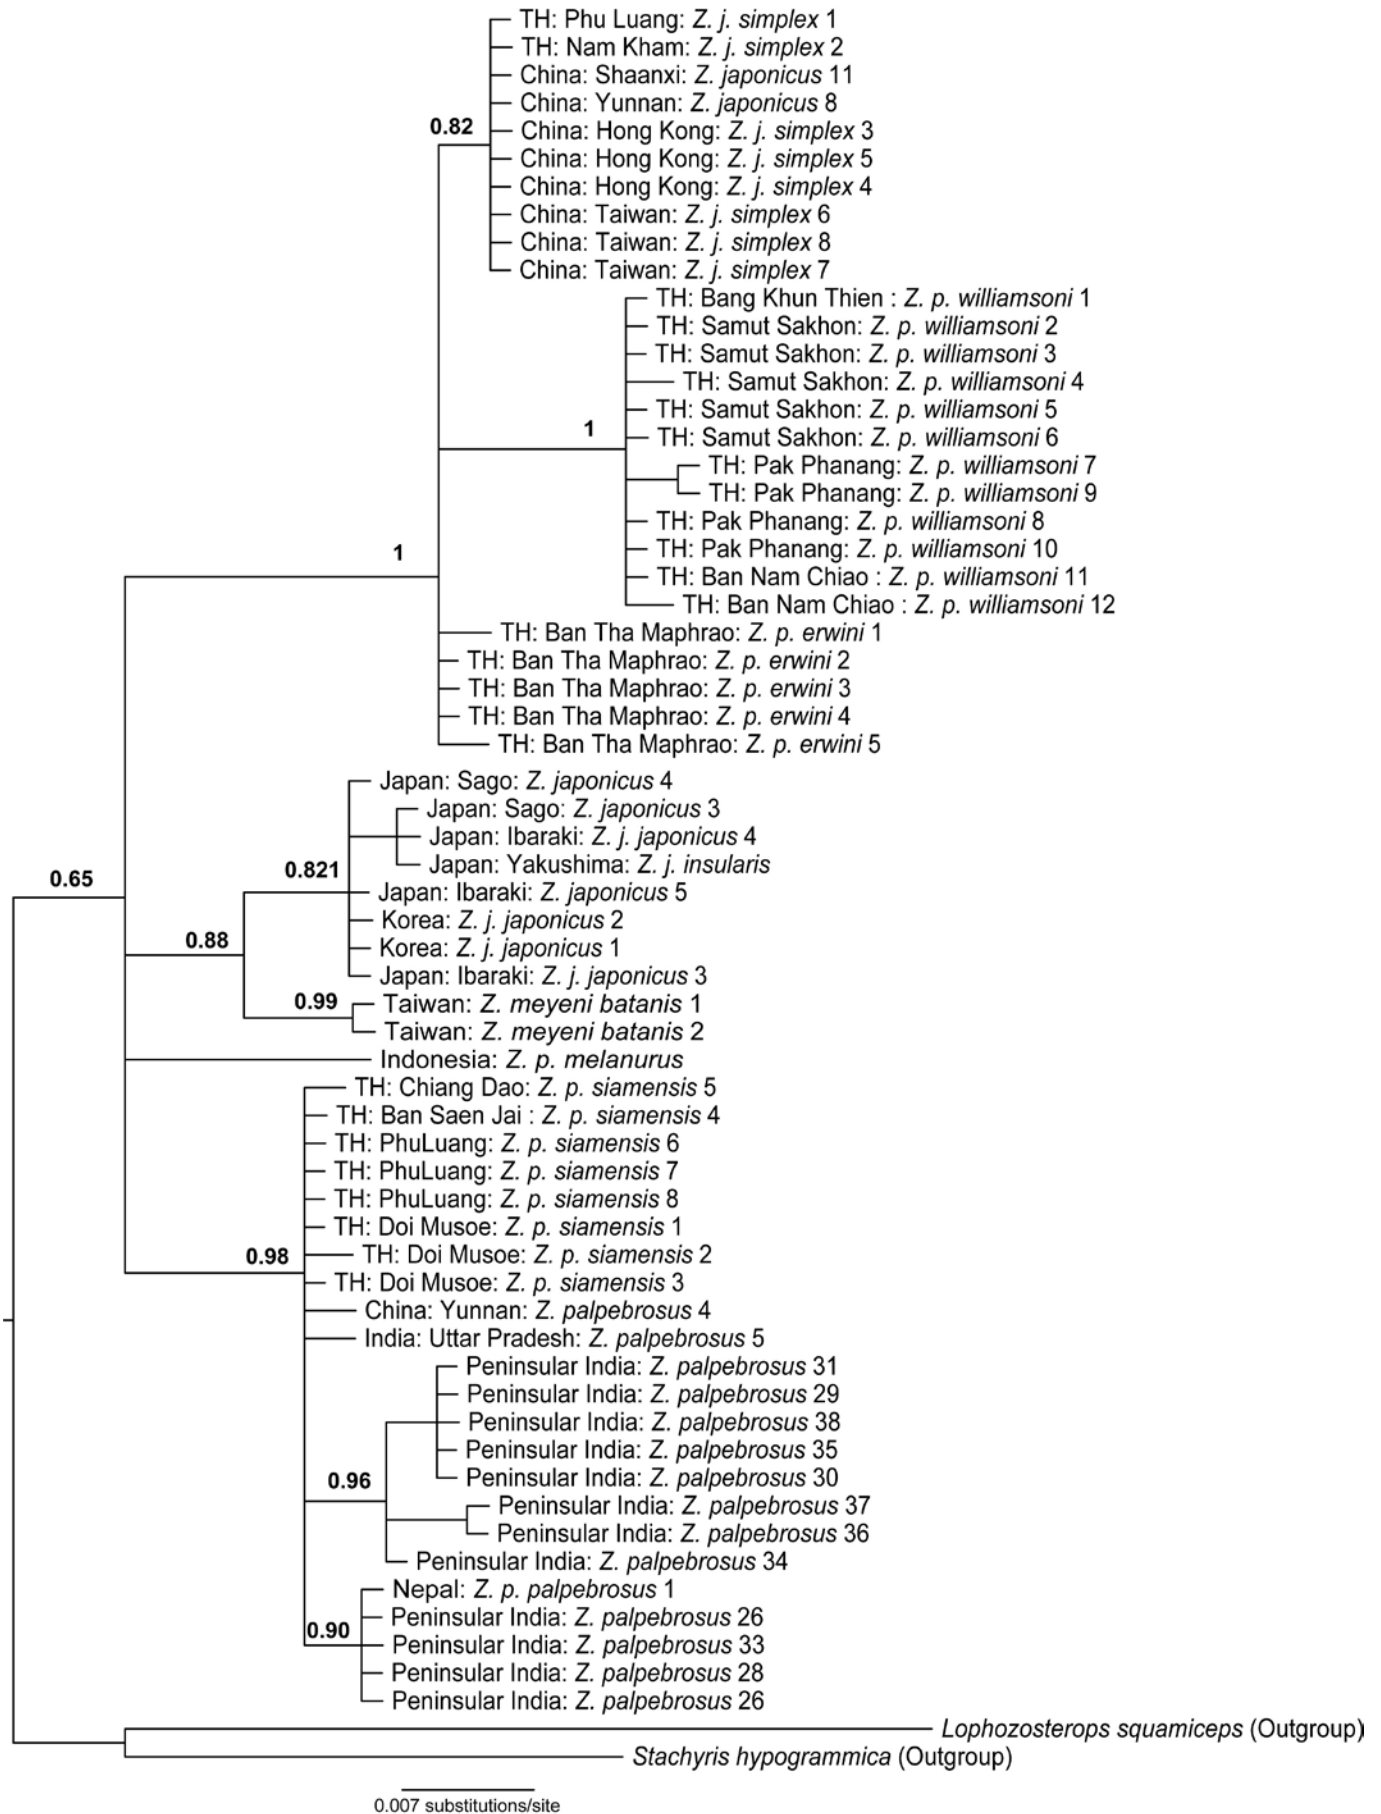 TH: Phu Luang: Z. j. simplex 1
TH: Nam Kham: Z. j. simplex 2
China: Shaanxi: Z. japonicus 11
China: Yunnan: Z. japonicus 8
0.82
China: Hong Kong: Z. j. simplex 3
China: Hong Kong: Z. j. simplex 5
China: Hong Kong: Z. j. simplex 4
China: Taiwan: Z. j. simplex 6
China: Taiwan: Z. j. simplex 8
China: Taiwan: Z. j. simplex 7
TH: Bang Khun Thien : Z. p. williamsoni 1
TH: Samut Sakhon: Z. p. williamsoni 2
TH: Samut Sakhon: Z. p. williamsoni 3
TH: Samut Sakhon: Z. p. williamsoni 4
TH: Samut Sakhon: Z. p. williamsoni 5
1
TH: Samut Sakhon: Z. p. williamsoni 6
TH: Pak Phanang: Z. p. williamsoni 7
TH: Pak Phanang: Z. p. williamsoni 9
TH: Pak Phanang: Z. p. williamsoni 8
TH: Pak Phanang: Z. p. williamsoni 10
1
TH: Ban Nam Chiao : Z. p. williamsoni 11
TH: Ban Nam Chiao : Z. p. williamsoni 12
TH: Ban Tha Maphrao: Z. p. erwini 1
TH: Ban Tha Maphrao: Z. p. erwini 2
TH: Ban Tha Maphrao: Z. p. erwini 3
TH: Ban Tha Maphrao: Z. p. erwini 4
TH: Ban Tha Maphrao: Z. p. erwini 5
Japan: Sago: Z. japonicus 4
Japan: Sago: Z. japonicus 3
Japan: Ibaraki: Z. j. japonicus 4
Japan: Yakushima: Z. j. insularis
0.821
0.65
Japan: Ibaraki: Z. japonicus 5
Korea: Z. j. japonicus 2
0.88
Korea: Z. j. japonicus 1
Japan: Ibaraki: Z. j. japonicus 3
0.99
Taiwan: Z. meyeni batanis 1
Taiwan: Z. meyeni batanis 2
Indonesia: Z. p. melanurus
TH: Chiang Dao: Z. p. siamensis 5
TH: Ban Saen Jai : Z. p. siamensis 4
TH: PhuLuang: Z. p. siamensis 6
TH: PhuLuang: Z. p. siamensis 7
TH: PhuLuang: Z. p. siamensis 8
TH: Doi Musoe: Z. p. siamensis 1
0.98
TH: Doi Musoe: Z. p. siamensis 2
TH: Doi Musoe: Z. p. siamensis 3
China: Yunnan: Z. palpebrosus 4
India: Uttar Pradesh: Z. palpebrosus 5
Peninsular India: Z. palpebrosus 31
Peninsular India: Z. palpebrosus 29
Peninsular India: Z. palpebrosus 38
Peninsular India: Z. palpebrosus 35
Peninsular India: Z. palpebrosus 30
0.96
Peninsular India: Z. palpebrosus 37
Peninsular India: Z. palpebrosus 36
Peninsular India: Z. palpebrosus 34
Nepal: Z. p. palpebrosus 1
Peninsular India: Z. palpebrosus 26
0.90
Peninsular India: Z. palpebrosus 33
Peninsular India: Z. palpebrosus 28
Peninsular India: Z. palpebrosus 26
Lophozosterops squamiceps (Outgroup)
Stachyris hypogrammica (Outgroup)
0.007 substitutions/site